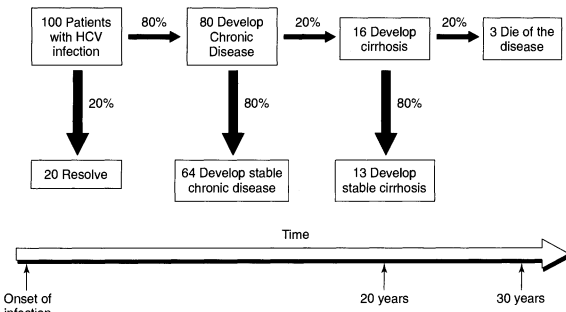 100 Patients
with HCV
infection
80%
80 Develop
Chronic
Disease
20%
16 Develop
cirrhosis
20%
3 Die of the
disease
20%
80%
80%
20 Resolve
64 Develop stable
chronic disease
13 Develop
stable cirrhosis
Time
Onset of
infection
20 years
30 years